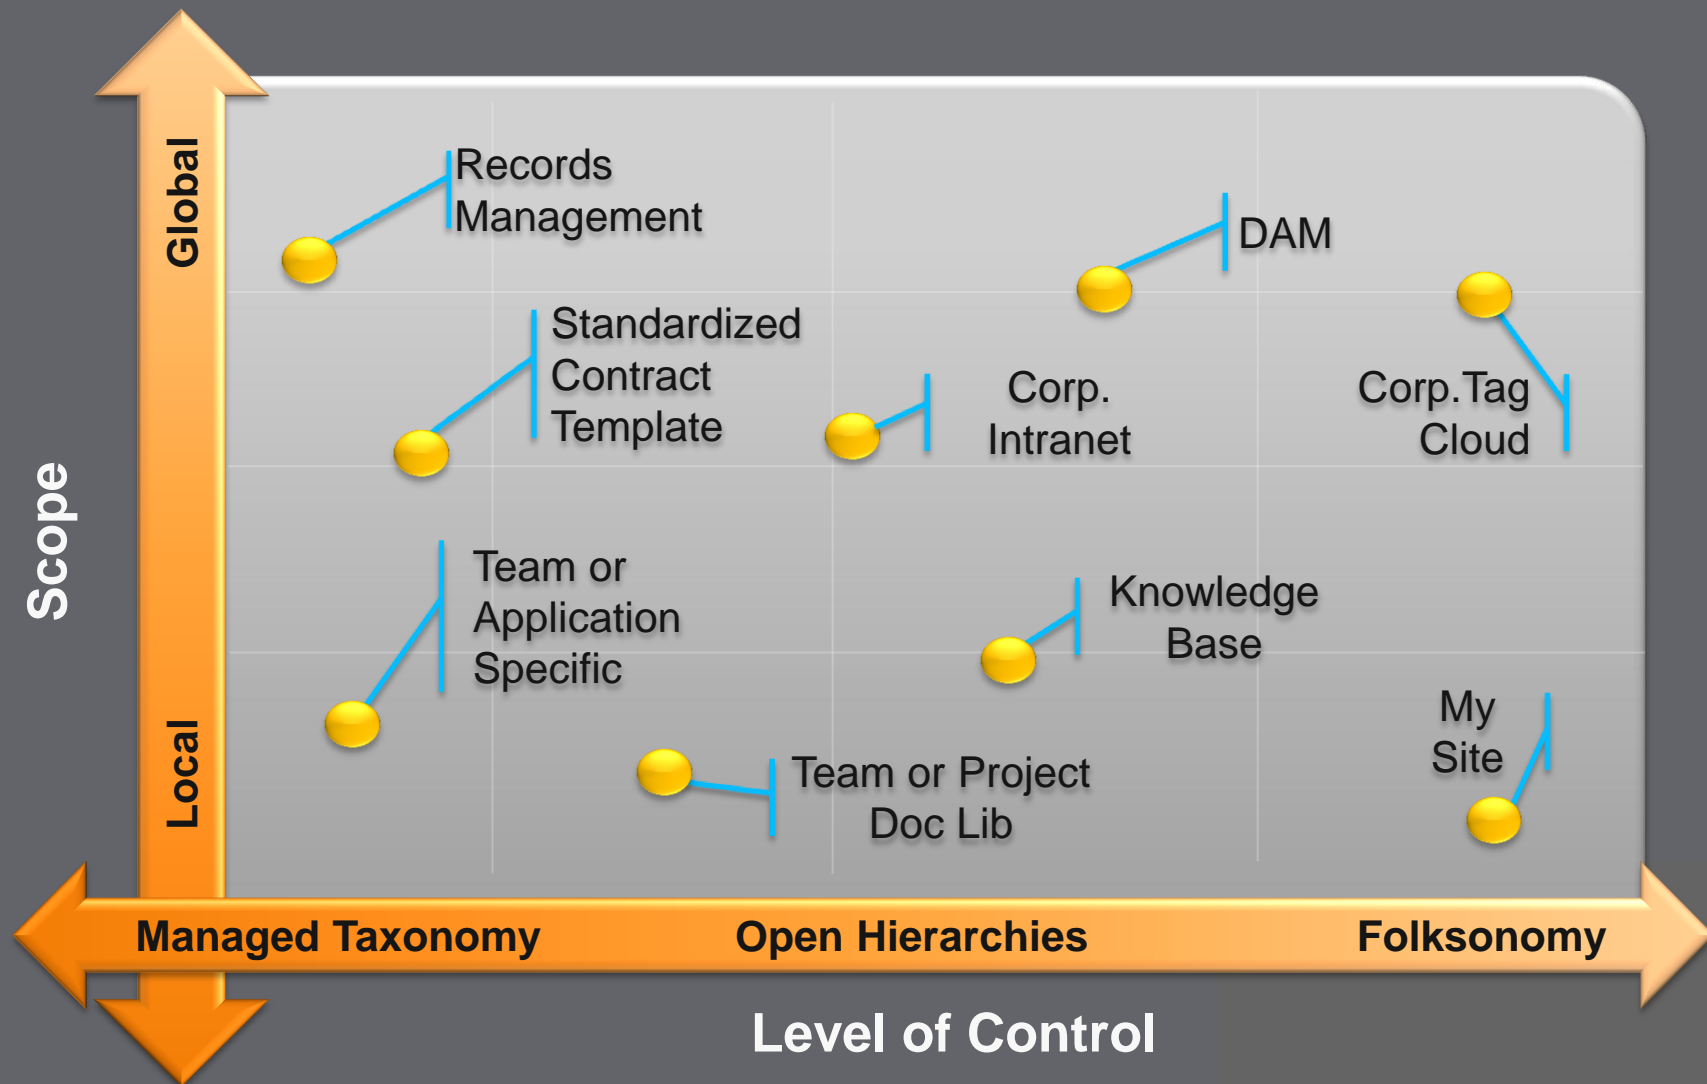 Global
Scope
Local
Records
Management
DAM
Standardized
Contract
Template
Corp.
Intranet
Corp.Tag
Cloud
Team or
Application
Specific
Knowledge
Base
My
Site
Team or Project
Doc Lib
Managed Taxonomy
Open Hierarchies
Folksonomy
Level of Control